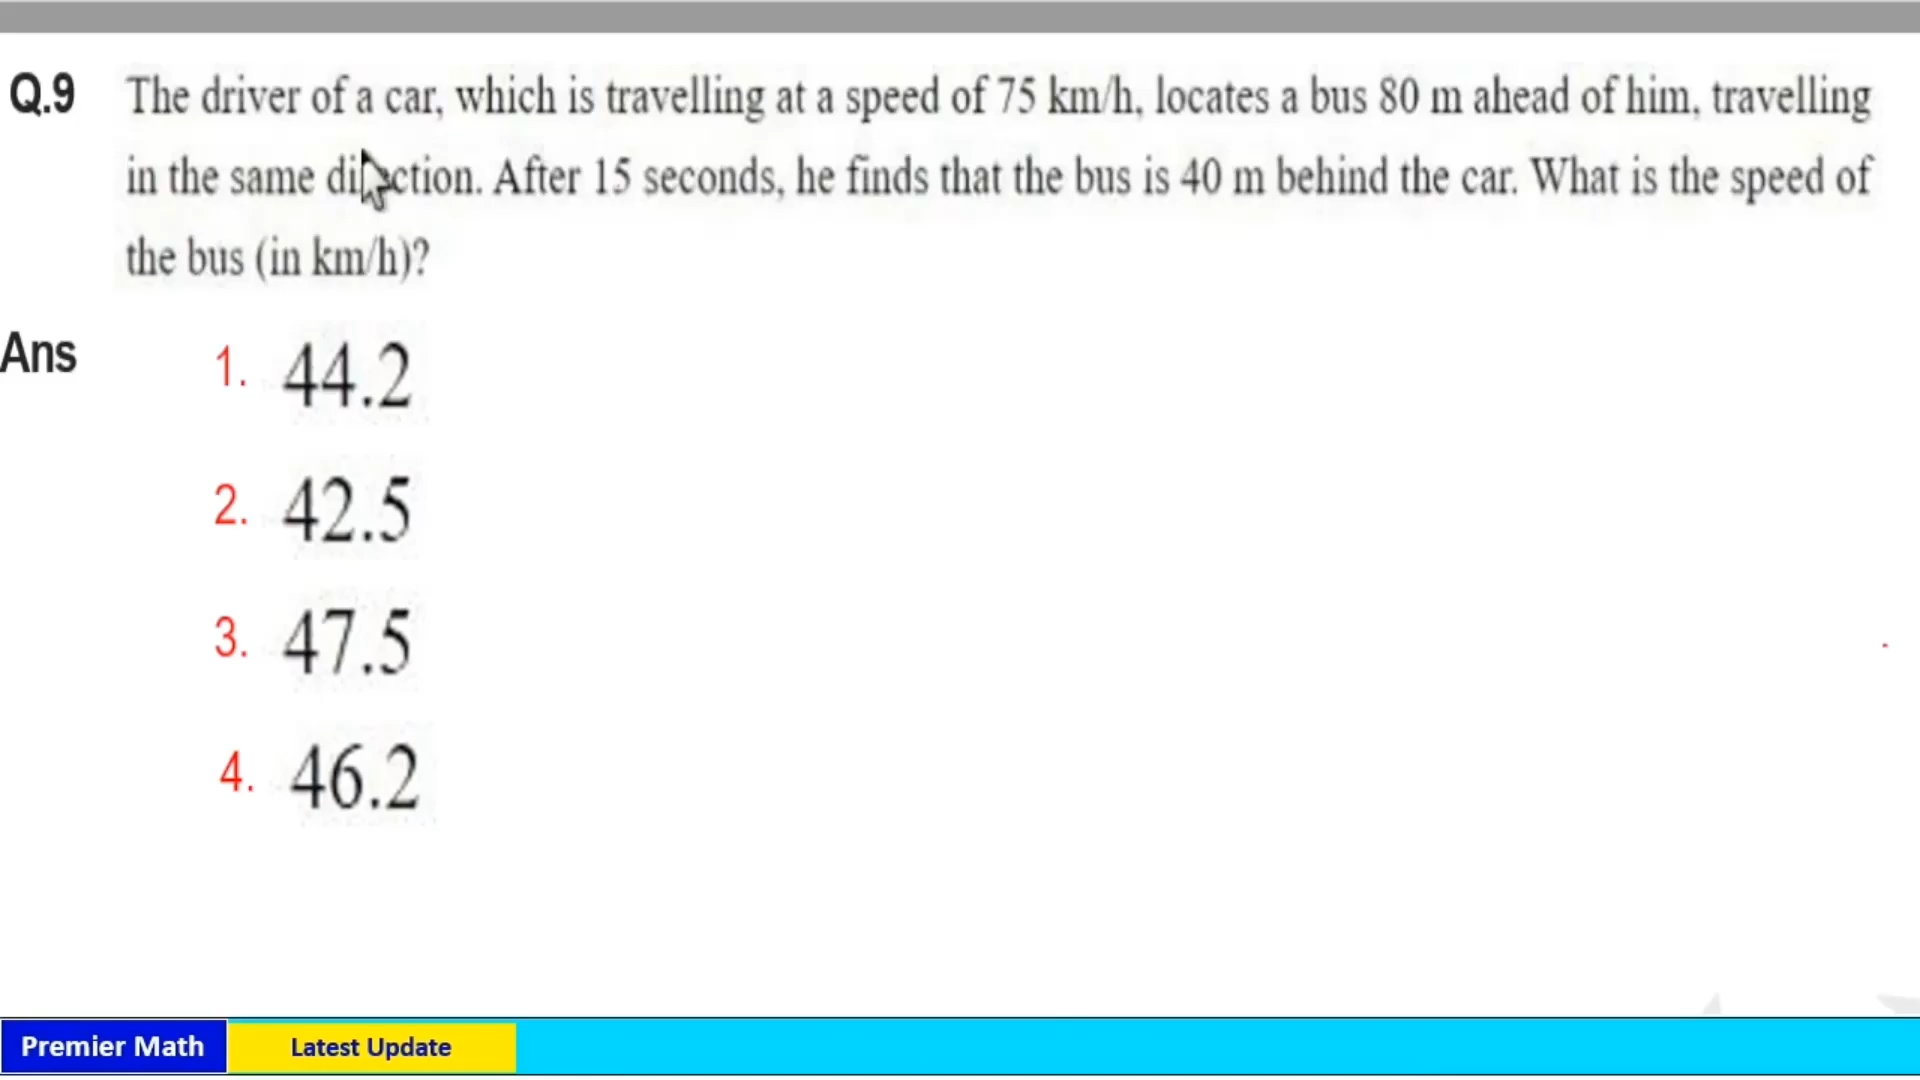 Q.9 The driver of a car, which is travelling at a speed of 75 km/h, locates a bus 80 m ahead of him, travelling
in the same direction. After 15 seconds, he finds that the bus is 40 m behind the car. What is the speed of
the bus (in km/h)?
Ans 1. 44.2
2. 42.5
3. 47.5
4. 46.2
Premier Math Latest Update